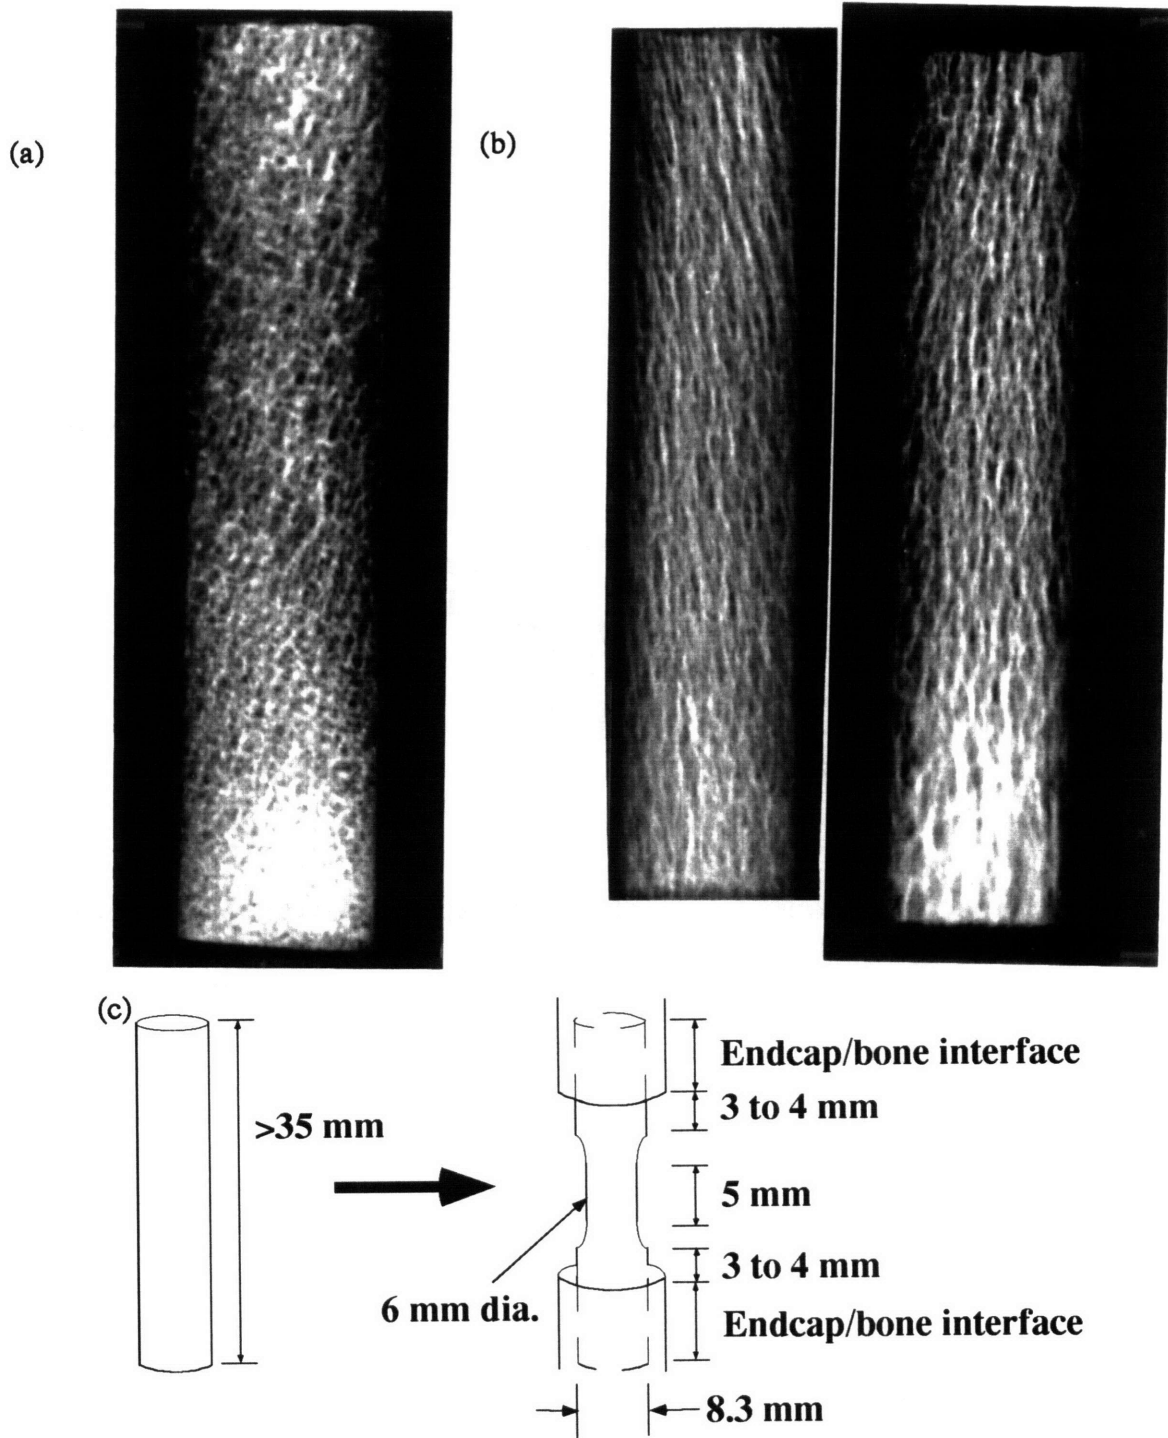 (a)
(b)
(c)
>35 mm
Endcap/bone interface
3 to 4 mm
5 mm
3 to 4 mm
6 mm dia.
Endcap/bone interface
8.3 mm